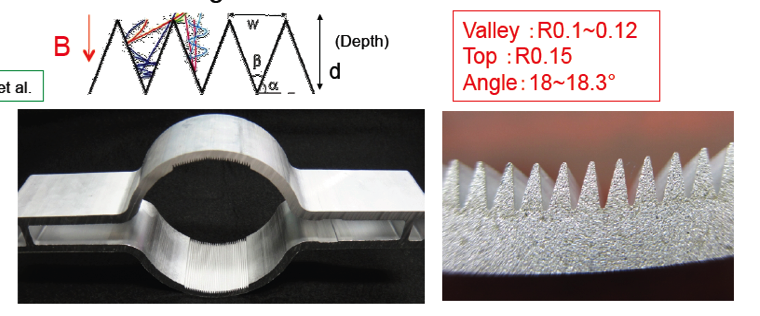 B
W
β
α
(Depth)
d
et al.
Valley :R0.1~0.12
Top :R0.15
Angle:18~18.3°